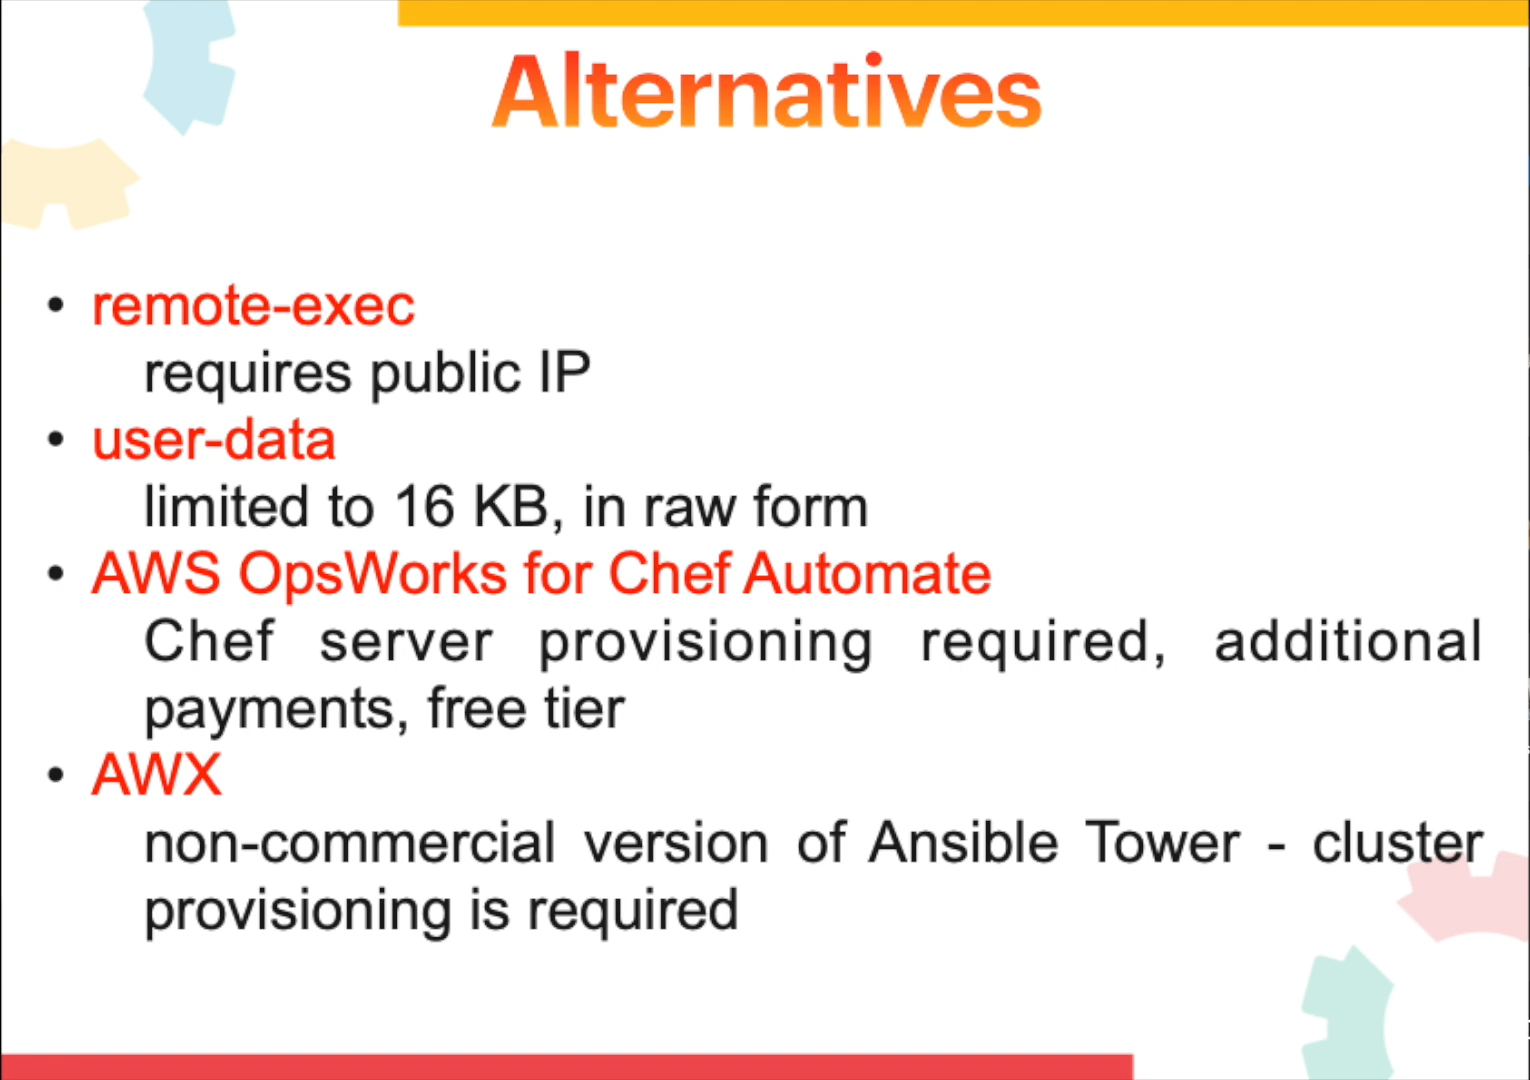 Alternatives
• remote-exec
requires public IP
• user-data
limited to 16 KB, in raw form
• AWS OpsWorks for Chef Automate
Chef server provisioning required, additional
payments, free tier
• AWX
non-commercial version of Ansible Tower - cluster
provisioning is required